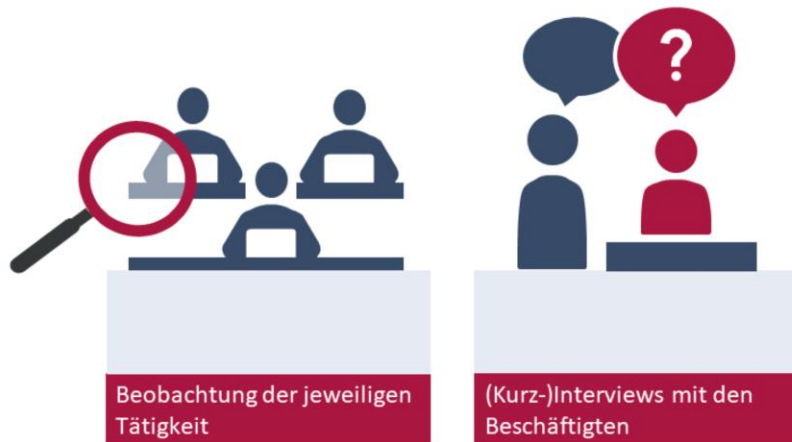 ?
Beobachtung der jeweiligen
Tätigkeit
(Kurz-)Interviews mit den
Beschäftigten